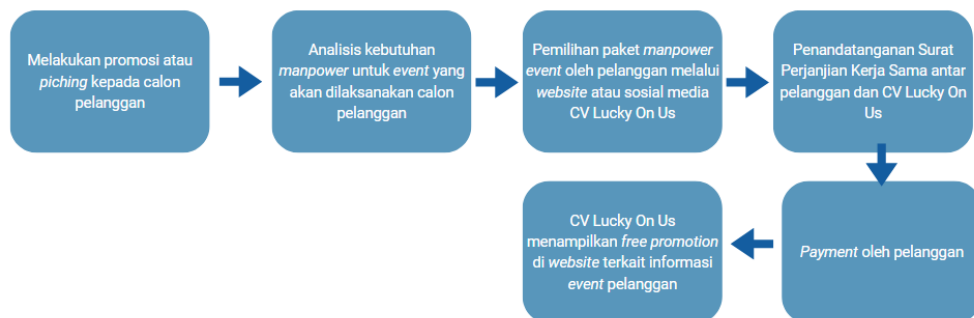 Melakukan promosi atau
piching kepada calon
pelanggan
Analisis kebutuhan
manpower untuk event yang
akan dilaksanakan calon
pelanggan
Pemilihan paket manpower
event oleh pelanggan melalui
website atau sosial media
CV Lucky On Us
Penandatanganan Surat
Perjanjian Kerja Sama antar
pelanggan dan CV Lucky On
Us
Payment oleh pelanggan
CV Lucky On Us
menampilkan free promotion
di website terkait informasi
event pelanggan